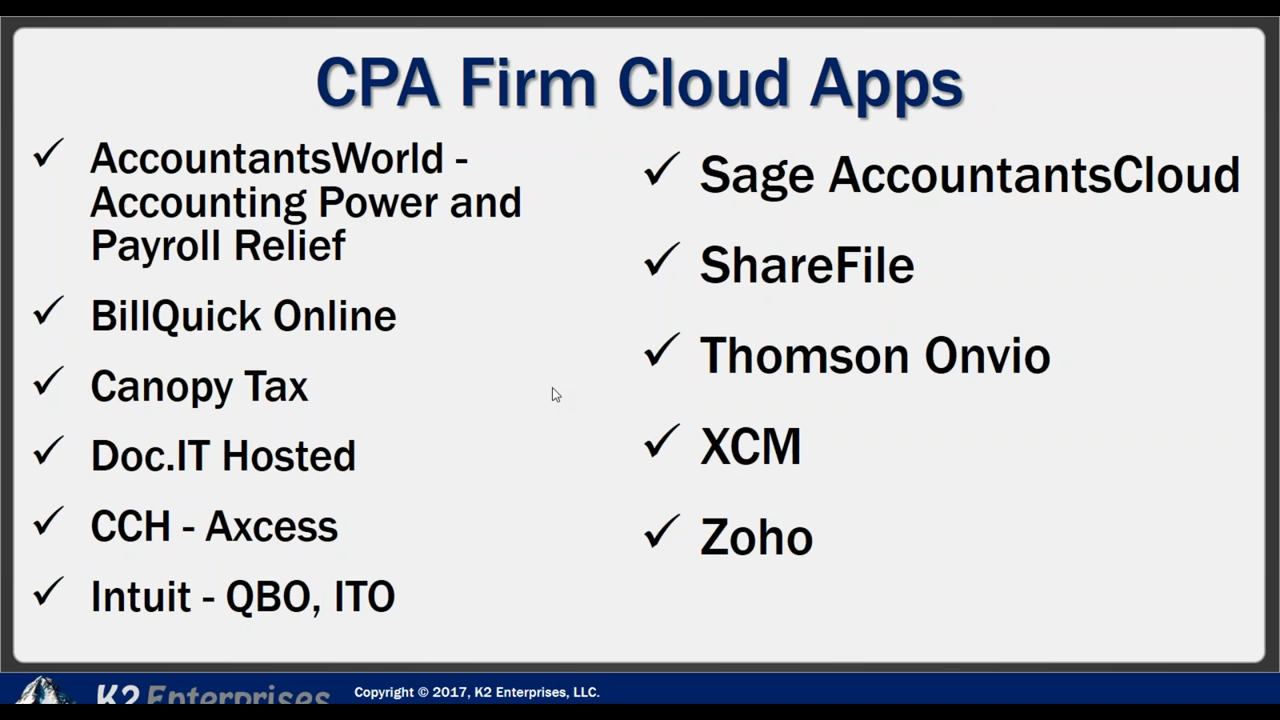 CPA Firm Cloud Apps
✓ AccountantsWorld -
Accounting Power and
Payroll Relief
✓ BillQuick Online
✓ Canopy Tax
✓ Doc.IT Hosted
✓ CCH - Axcess
✓ Intuit - QBO, ITO
✓ Sage AccountantsCloud
✓ ShareFile
✓ Thomson Onvio
✓ XCM
✓ Zoho
K2 Enterprises
Copyright © 2017, K2 Enterprises, LLC.